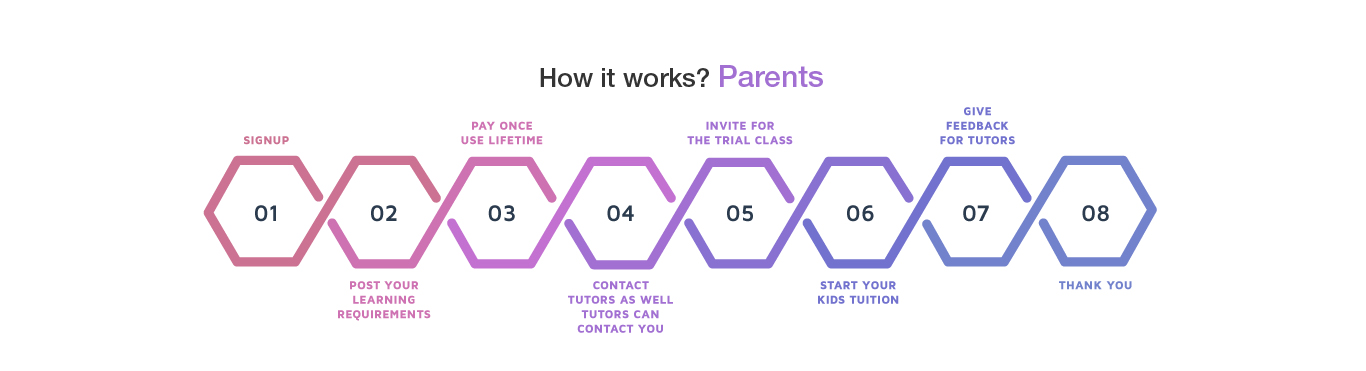 How it works? Parents
SIGNUP
01
02
POST YOUR
LEARNING
REQUIREMENTS
PAY ONCE
USE LIFETIME
03
04
CONTACT
TUTORS AS WELL
TUTORS CAN
CONTACT YOU
INVITE FOR
THE TRIAL CLASS
05
06
START YOUR
KIDS TUITION
GIVE
FEEDBACK
FOR TUTORS
07
08
THANK YOU